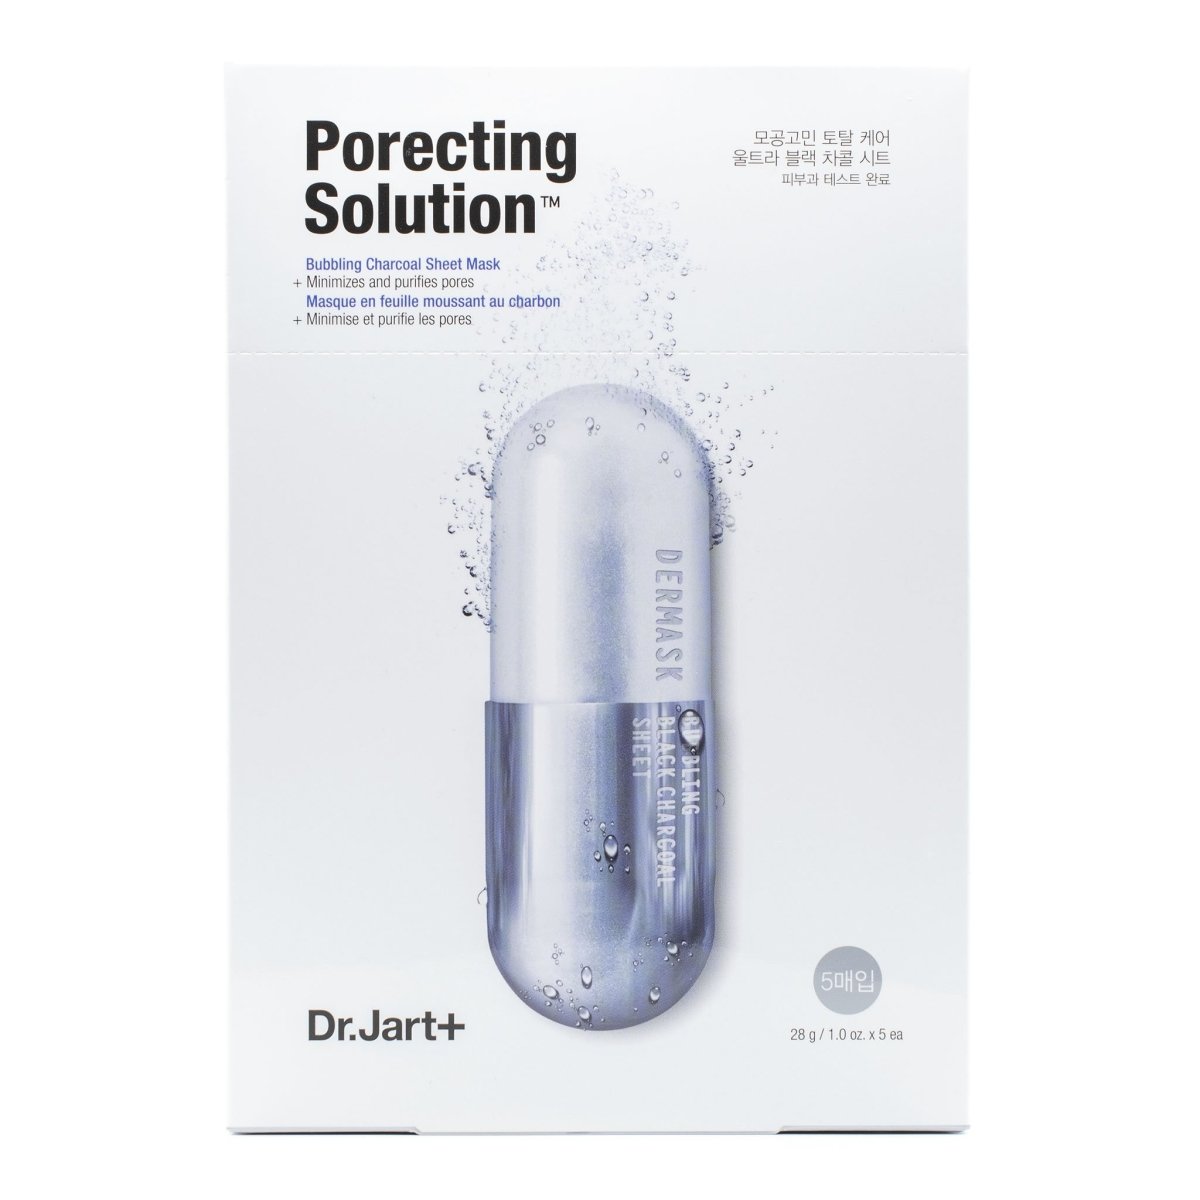 Porecting
Solution™
Bubbling Charcoal Sheet Mask
+ Minimizes and purifies pores
Masque en feuille moussant au charbon
+ Minimise et purifie les pores
모공고민 토탈 케어
울트라 블랙 차콜 시트
피부과 테스트 완료
DERMASK
BUBBLING
BLACK CHARCOAL
SHEET
5매입
28 g / 1.0 oz. x 5 ea
Dr.Jart+